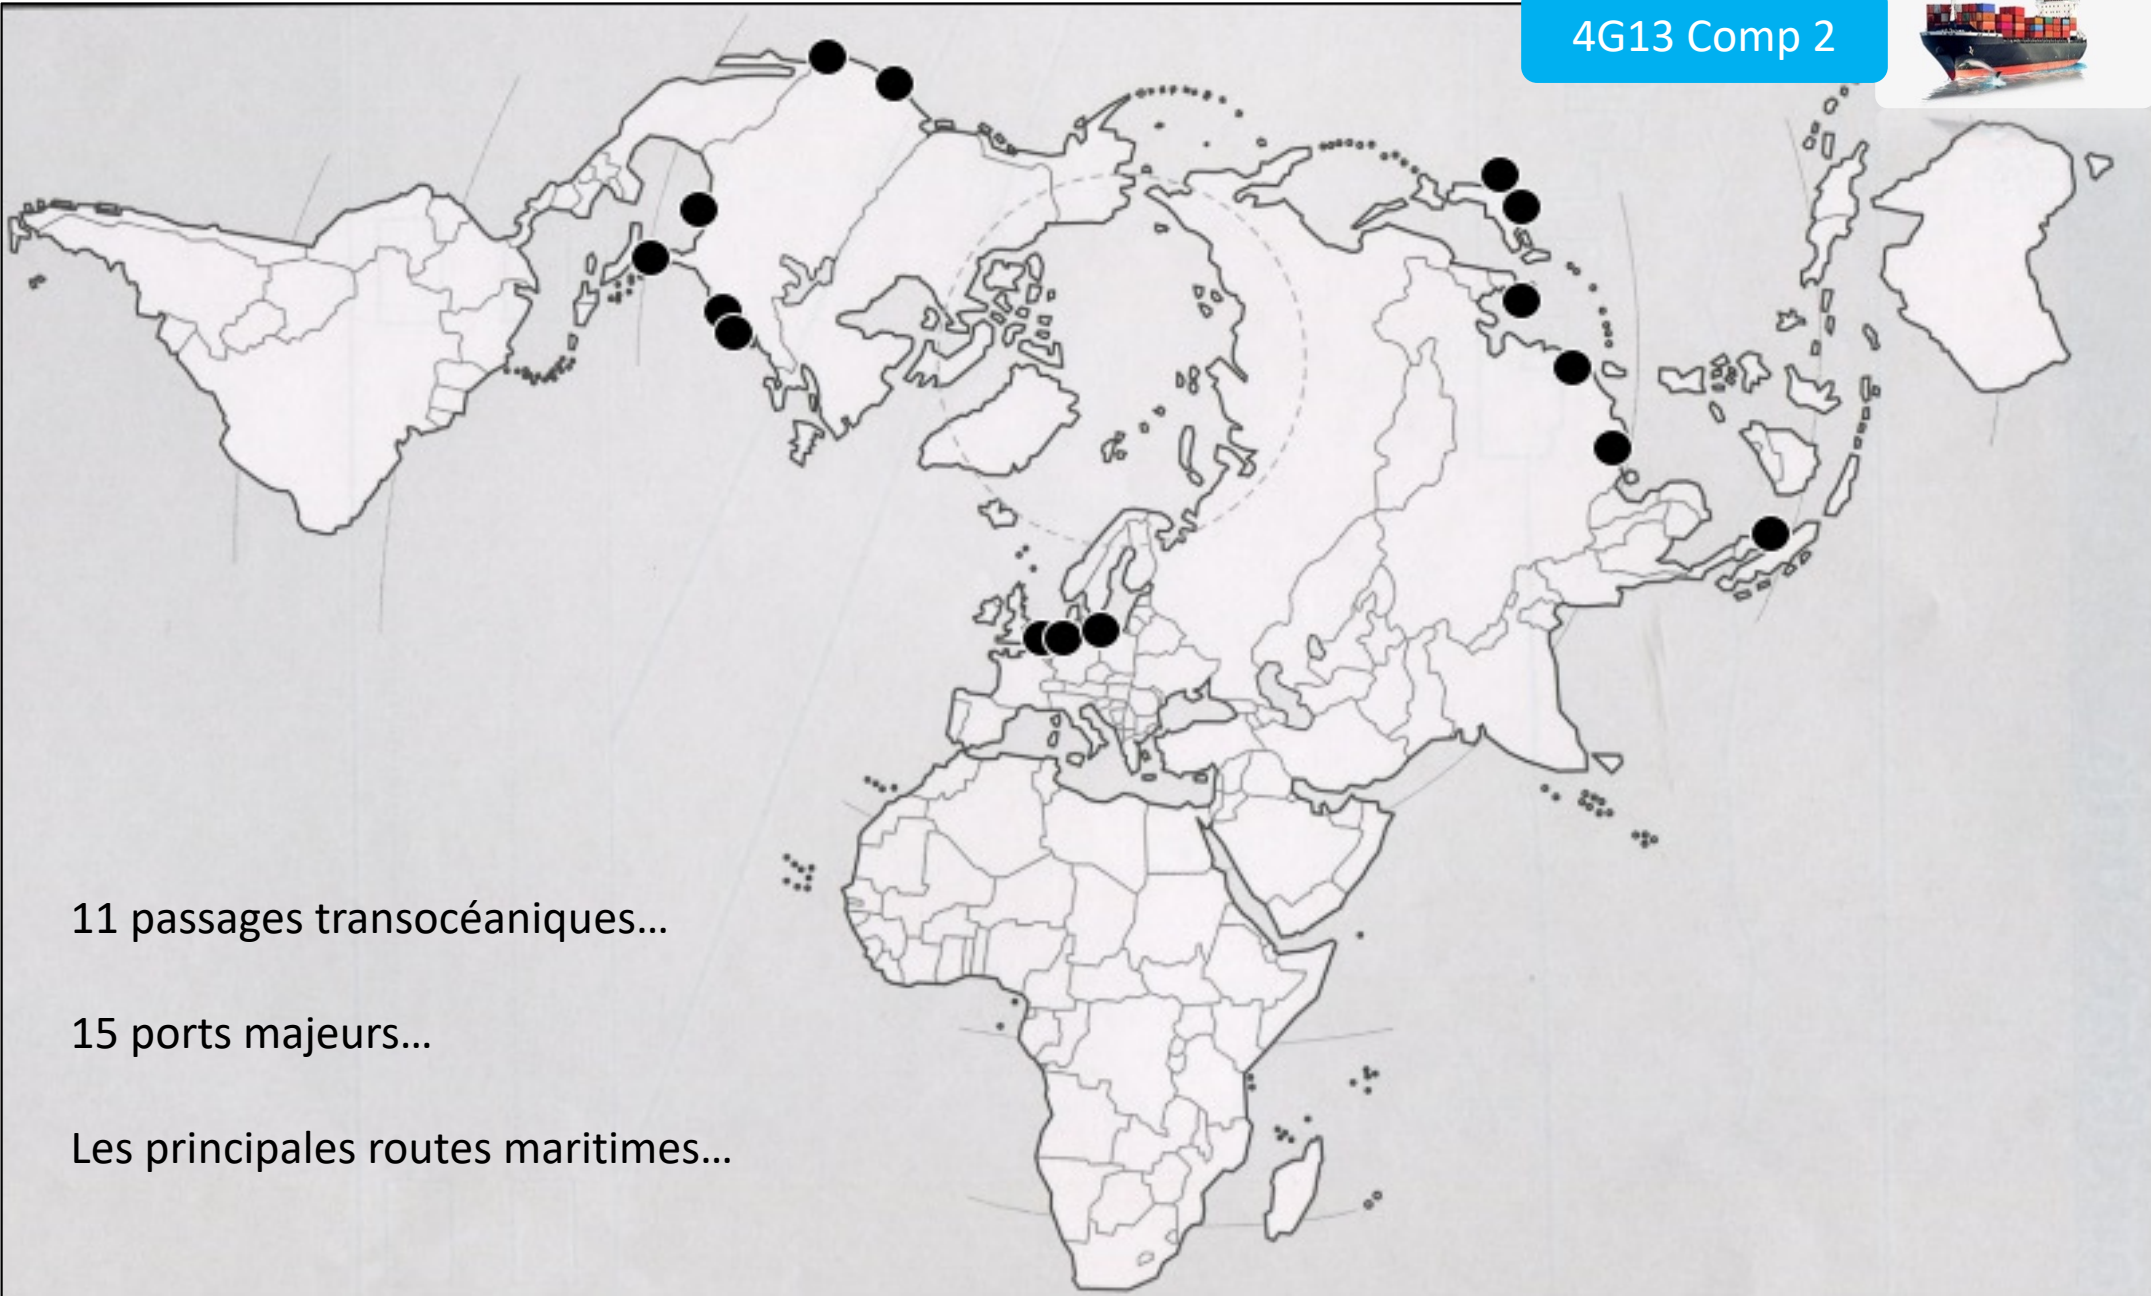 4G13 Comp 2
11 passages transocéaniques…
15 ports majeurs…
Les principales routes maritimes…